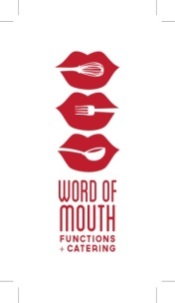 WORD OF
MOUTH
FUNCTIONS
+ CATERING